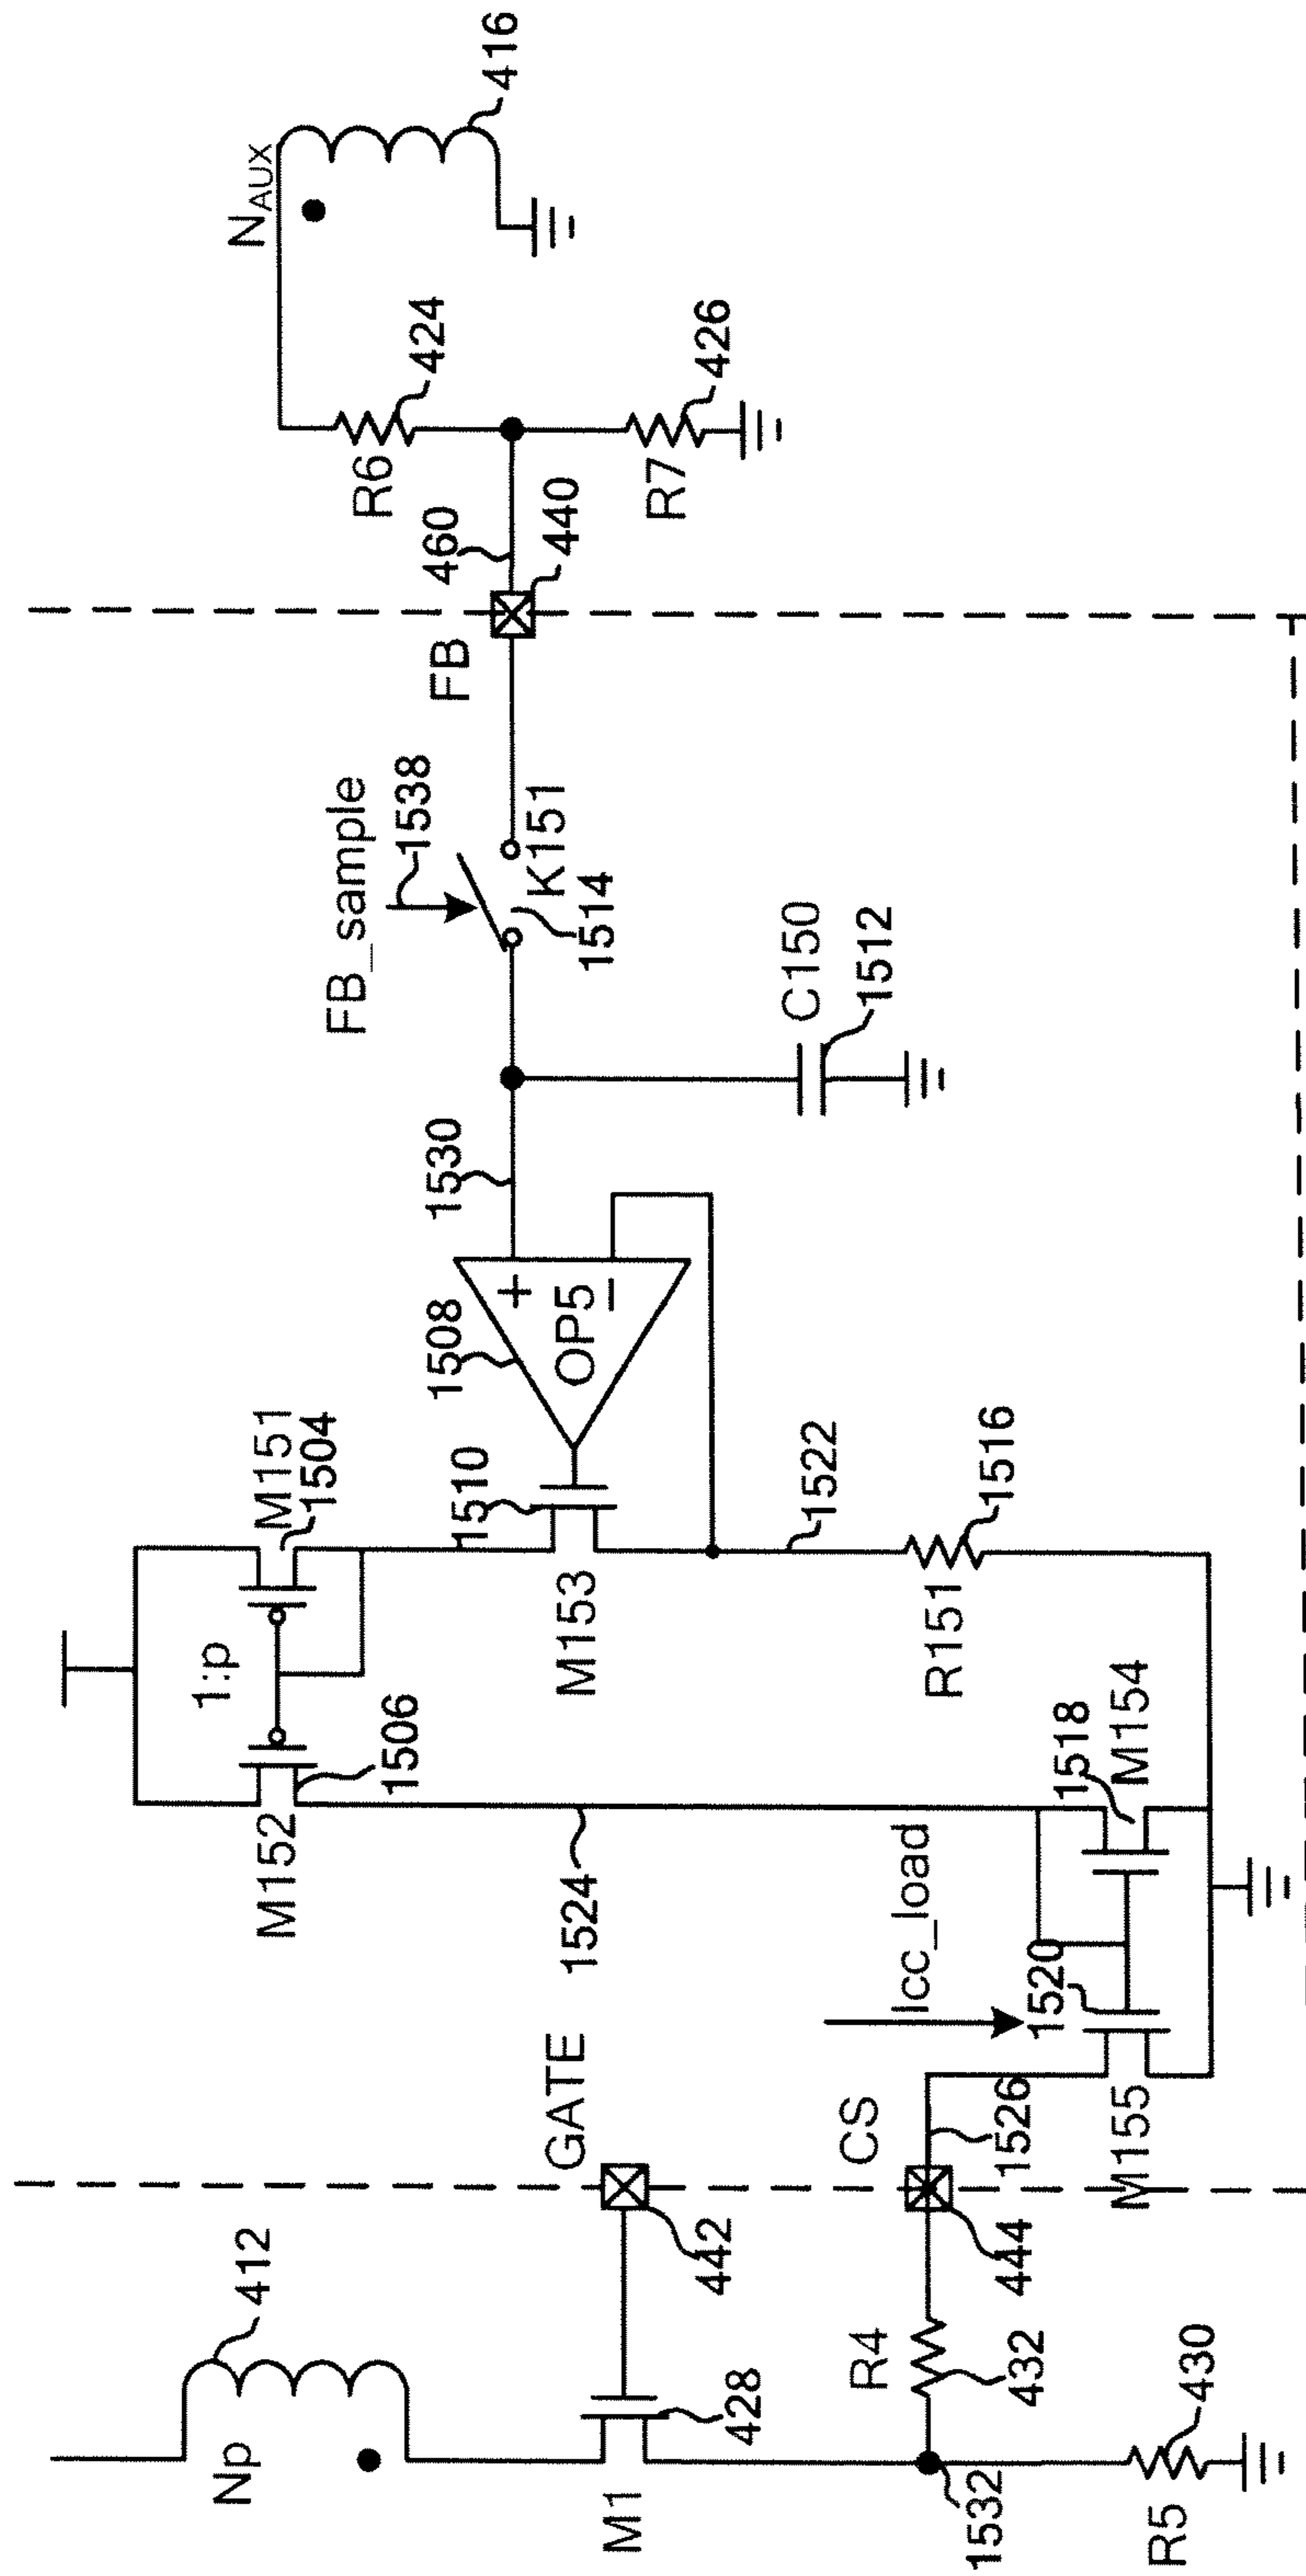 412
Np
M1
428
442
GATE
1532
R4
432
444
CS
R5
430
1526
M155
1520
Icc_load
1524
1518
M154
M152
1506
1:p
M151
1504
1510
M153
1522
R151
1516
1508
+
OP5
−
1530
C150
1512
FB_sample
1538
K151
1514
FB
460
440
R6
424
R7
426
NAUX
416